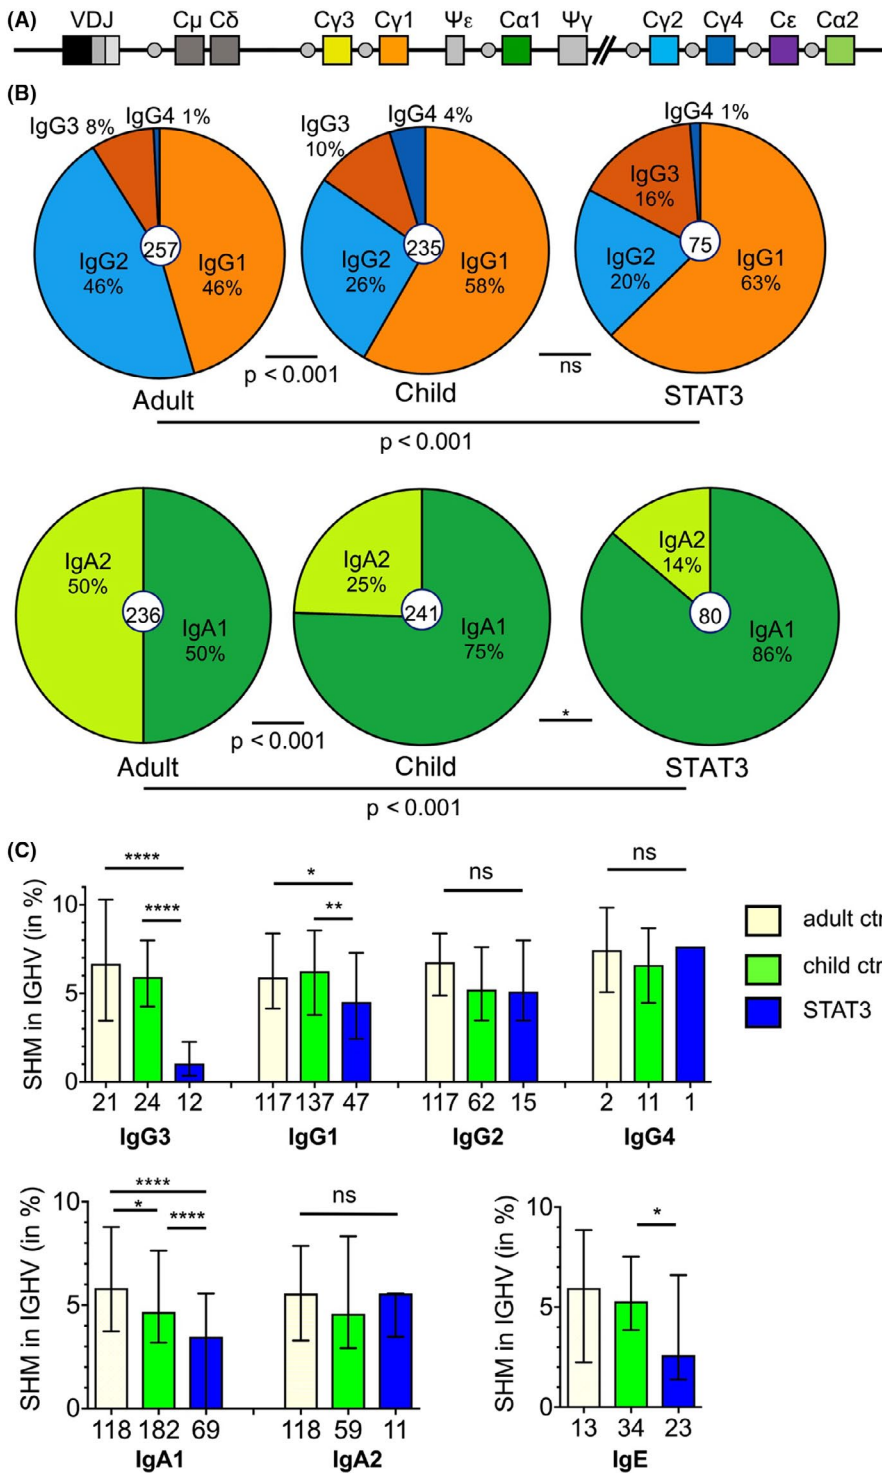 (A)
VDJ Cμ Cδ Cγ3 Cγ1 Ψε Cα1 Ψγ Cγ2 Cγ4 Cε Cα2
(B)
IgG3 8% IgG4 1%
IgG2 46%
257
IgG1 46%
Adult
p < 0.001
IgG3 10%
IgG4 4%
IgG2 26%
235
IgG1 58%
Child
ns
IgG4 1%
IgG3 16%
IgG2 20%
75
IgG1 63%
STAT3
p < 0.001
IgA2 50%
236
IgA1 50%
Adult
p < 0.001
IgA2 25%
241
IgA1 75%
Child
*
IgA2 14%
80
IgA1 86%
STAT3
p < 0.001
(C)
SHM in IGHV (in %)
10
5
0
**** 
****
21 24 12
IgG3
*
**
117 137 47
IgG1
ns
117 62 15
IgG2
ns
2 11 1
IgG4
adult ctr
child ctr
STAT3
SHM in IGHV (in %)
10
5
0
****
*
****
118 182 69
IgA1
ns
118 59 11
IgA2
SHM in IGHV (in %)
10
5
0
*
13 34 23
IgE